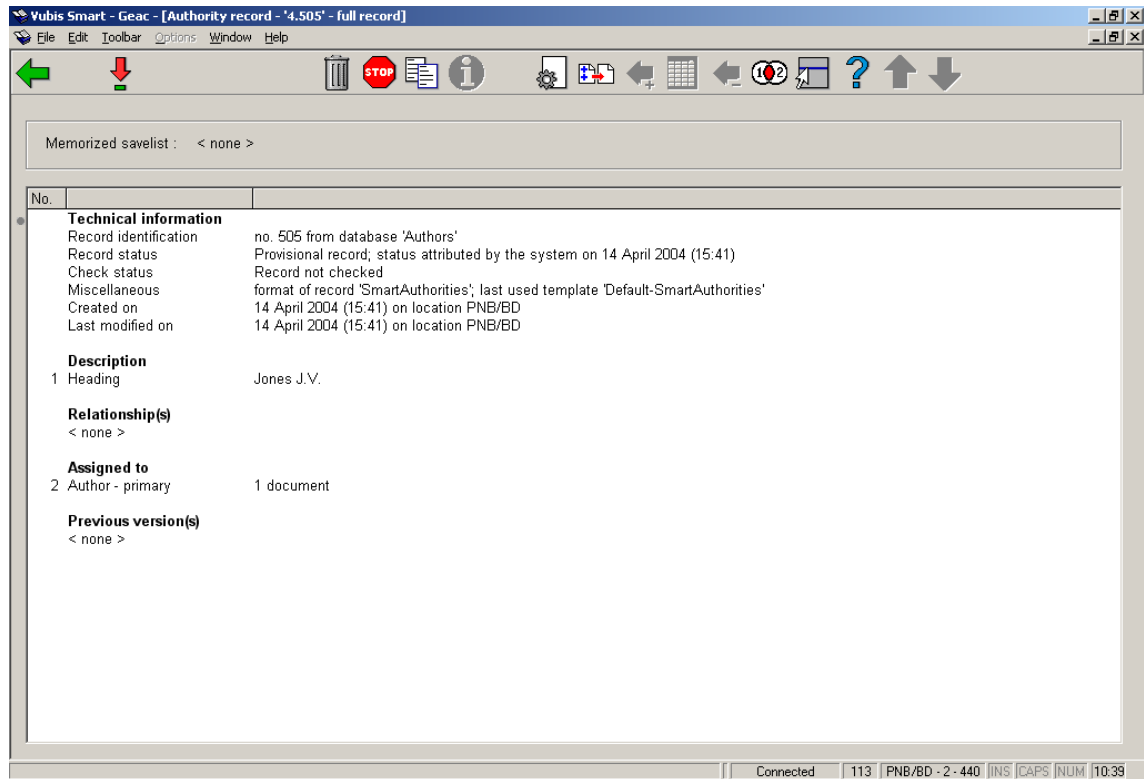 Vubis Smart - Geac - [Authority record - '4.505' - full record]
File Edit Toolbar Options Window Help
STOP 1 2
Memorized savelist : < none >
No.
Technical information
Record identification no. 505 from database 'Authors'
Record status Provisional record; status attributed by the system on 14 April 2004 (15:41)
Check status Record not checked
Miscellaneous format of record 'SmartAuthorities'; last used template 'Default-SmartAuthorities'
Created on 14 April 2004 (15:41) on location PNB/BD
Last modified on 14 April 2004 (15:41) on location PNB/BD
Description
1 Heading Jones J.V.
Relationship(s)
< none >
Assigned to
2 Author - primary 1 document
Previous version(s)
< none >
Connected 113 PNB/BD - 2 - 440 INS CAPS NUM 10:39